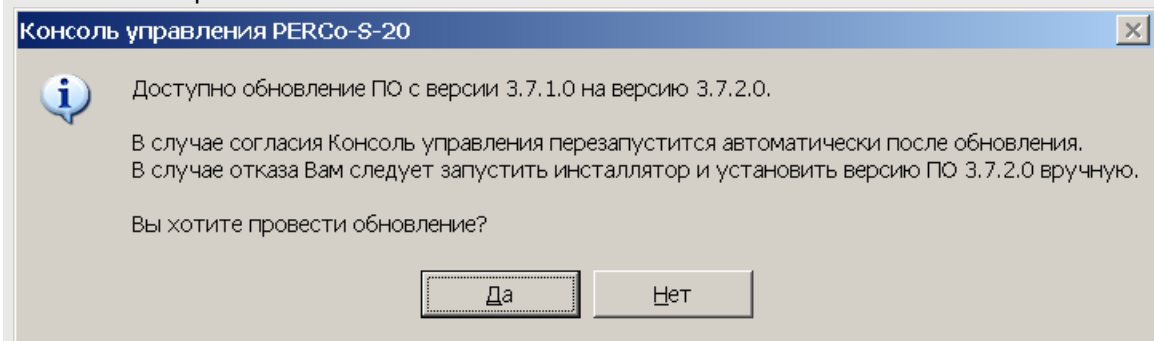 Консоль управления PERCo-S-20
Доступно обновление ПО с версии 3.7.1.0 на версию 3.7.2.0.
В случае согласия Консоль управления перезапустится автоматически после обновления.
В случае отказа Вам следует запустить инсталлятор и установить версию ПО 3.7.2.0 вручную.
Вы хотите провести обновление?
Да
Нет